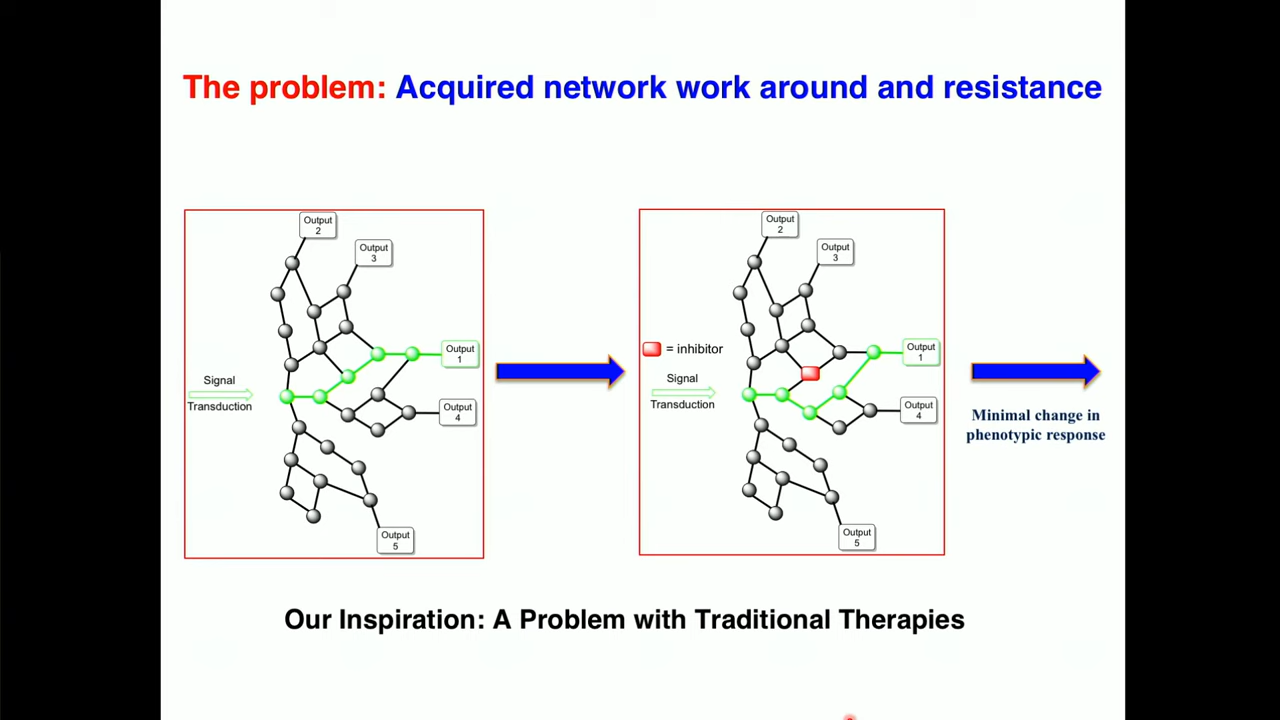 The problem: Acquired network work around and resistance
Output
2
Output
3
Output
1
Signal
Transduction
Output
4
Output
5
Output
2
Output
3
= inhibitor
Output
1
Signal
Transduction
Output
4
Output
5
Minimal change in
phenotypic response
Our Inspiration: A Problem with Traditional Therapies